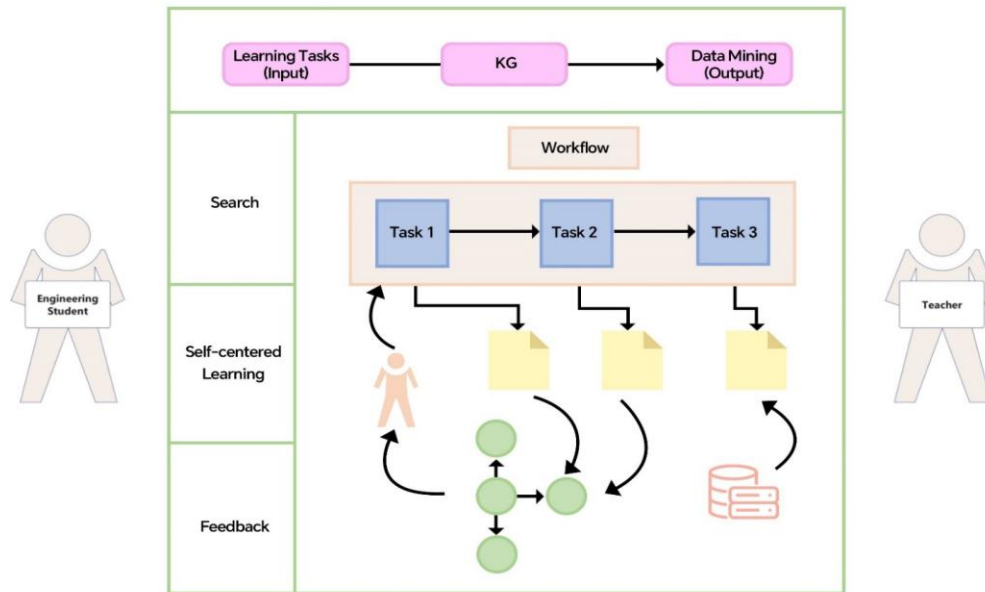 Learning Tasks
(Input)
KG
Data Mining
(Output)
Workflow
Search
Task 1
Task 2
Task 3
Engineering
Student
Teacher
Self-centered
Learning
Feedback